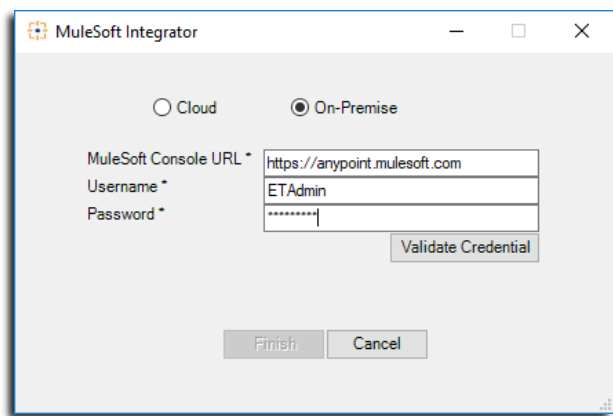 MuleSoft Integrator
Cloud On-Premise
MuleSoft Console URL * https://anypoint.mulesoft.com
Username * ETAdmin
Password * *********
Validate Credential
Finish Cancel